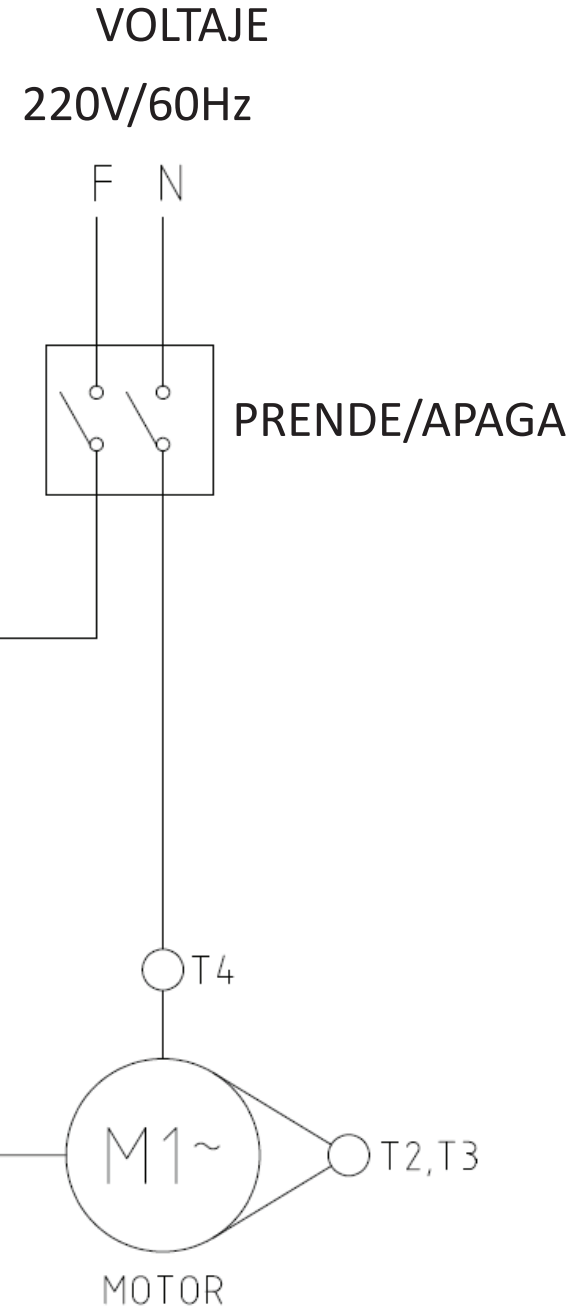 VOLTAJE
220V/60Hz
F N
PRENDE/APAGA
T4
M1~
T2,T3
MOTOR